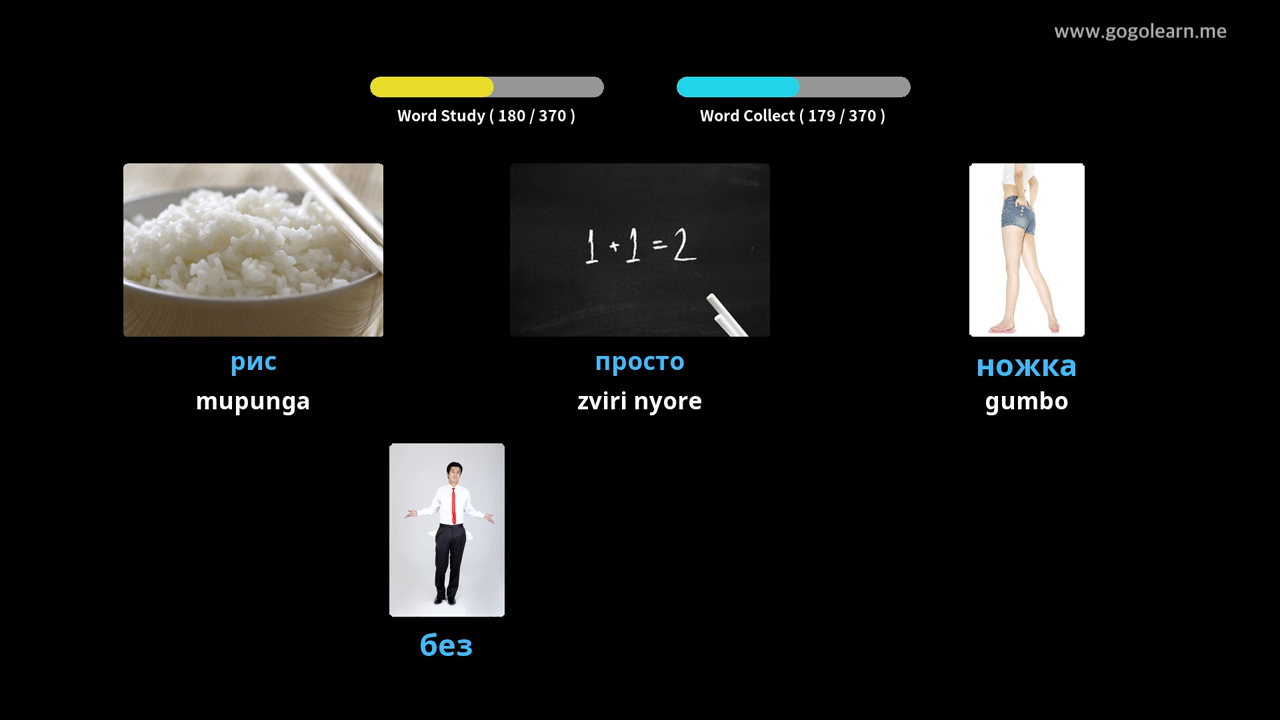 www.gogolearn.me
Word Study ( 180 / 370 )
Word Collect ( 179 / 370 )
1 + 1 = 2
рис
просто
ножка
mupunga
zviri nyore
gumbo
без